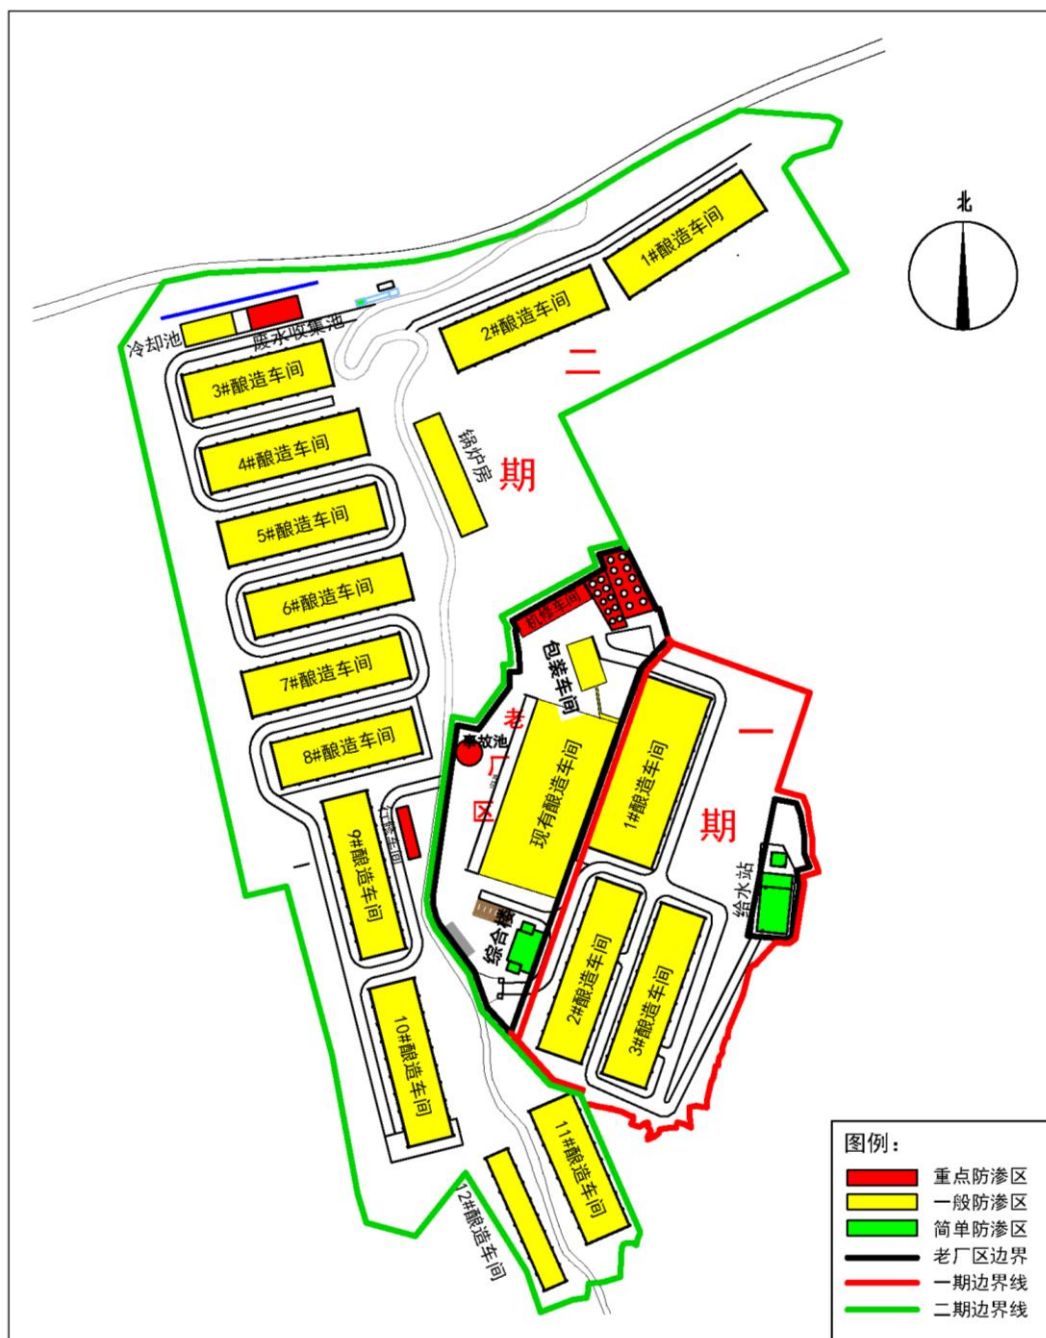 北
1#酿造车间
2#酿造车间
二
期
冷却池
废水收集池
3#酿造车间
4#酿造车间
锅炉房
5#酿造车间
6#酿造车间
7#酿造车间
8#酿造车间
9#酿造车间
10#酿造车间
11#酿造车间
12#酿造车间
机修车间
包装车间
老
厂
区
事故池
现有酿造车间
综合楼
一
期
1#酿造车间
2#酿造车间
3#酿造车间
给水站
图例：
重点防渗区
一般防渗区
简单防渗区
老厂区边界
一期边界线
二期边界线